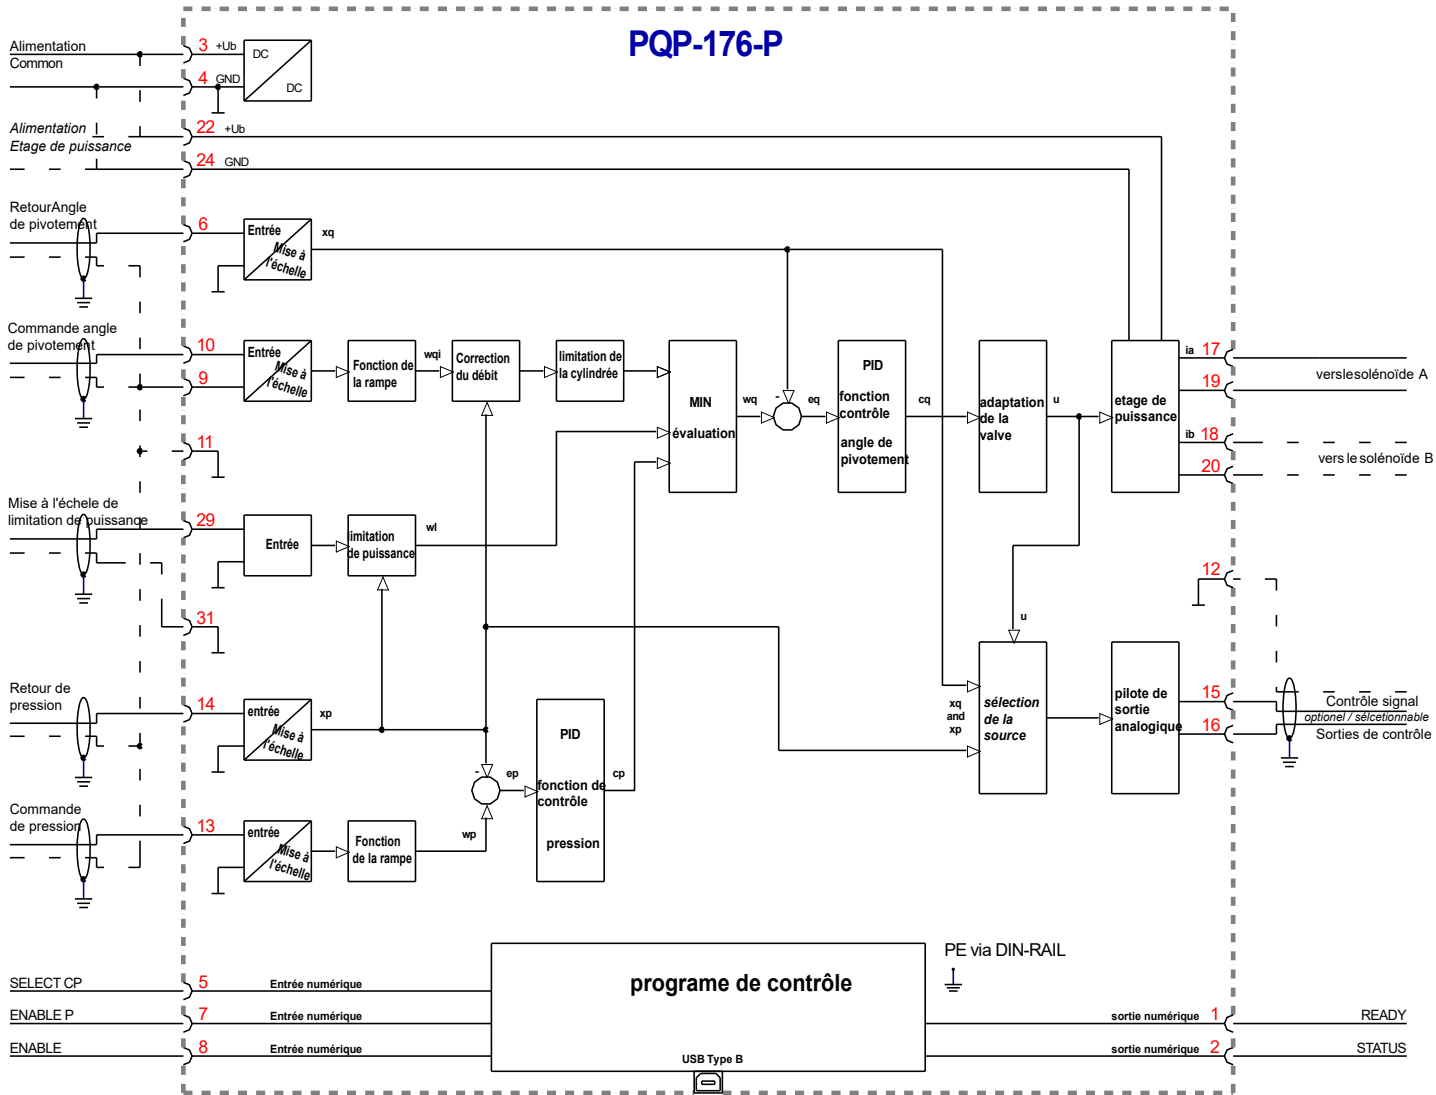 PQP-176-P
Alimentation
Common
3 +Ub
4 GND
DC
DC
Alimentation
Etage de puissance
22 +Ub
24 GND
RetourAngle
de pivotement
6
Entrée
Mise à
l'échelle
xq
Commande angle
de pivotement
10
9
Entrée
Mise à
l'échelle
Fonction de
la rampe
wqi
Correction
du débit
limitation de
la cylindrée
MIN
évaluation
wq
-
eq
PID
fonction
contrôle
angle de
pivotement
cq
adaptation
de la
valve
u
etage de
puissance
ia 17
19
verslesolénoïde A
ib 18
20
vers le solénoïde B
11
Mise à l'échele de
limitation de puissance
29
Entrée
limitation
de puissance
wl
31
12
u
Retour de
pression
14
entrée
Mise à
l'échelle
xp
-
ep
PID
fonction de
contrôle
pression
cp
xq
and
xp
sélection
de la
source
pilote de
sortie
analogique
15
16
Contrôle signal
optionel / sélcetionnable
Sorties de contrôle
Commande
de pression
13
entrée
Mise à
l'échelle
Fonction
de la rampe
wp
PE via DIN-RAIL
programe de contrôle
SELECT CP
5
Entrée numérique
ENABLE P
7
Entrée numérique
sortie numérique 1
READY
ENABLE
8
Entrée numérique
sortie numérique 2
STATUS
USB Type B